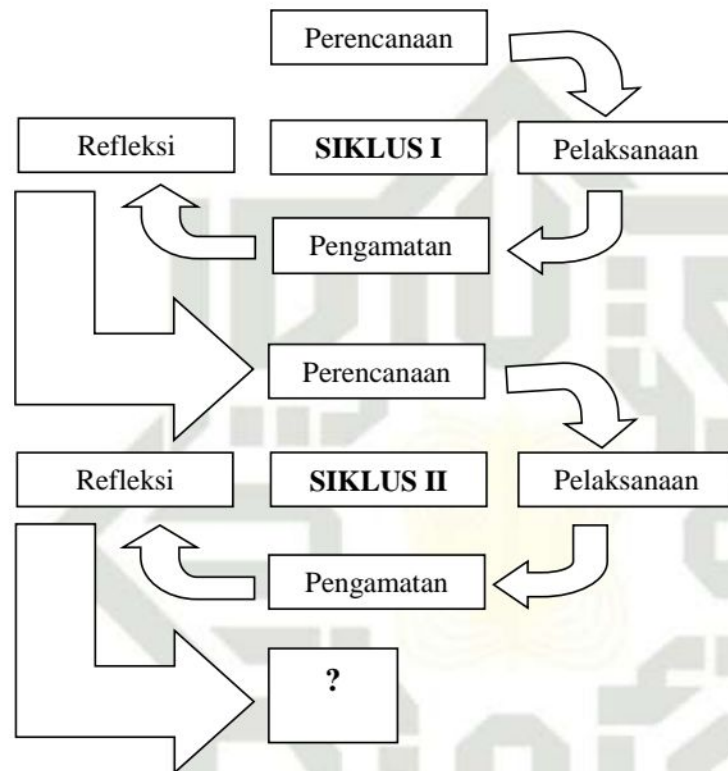 Perencanaan
Refleksi
SIKLUS I
Pelaksanaan
Pengamatan
Perencanaan
Refleksi
SIKLUS II
Pelaksanaan
Pengamatan
?